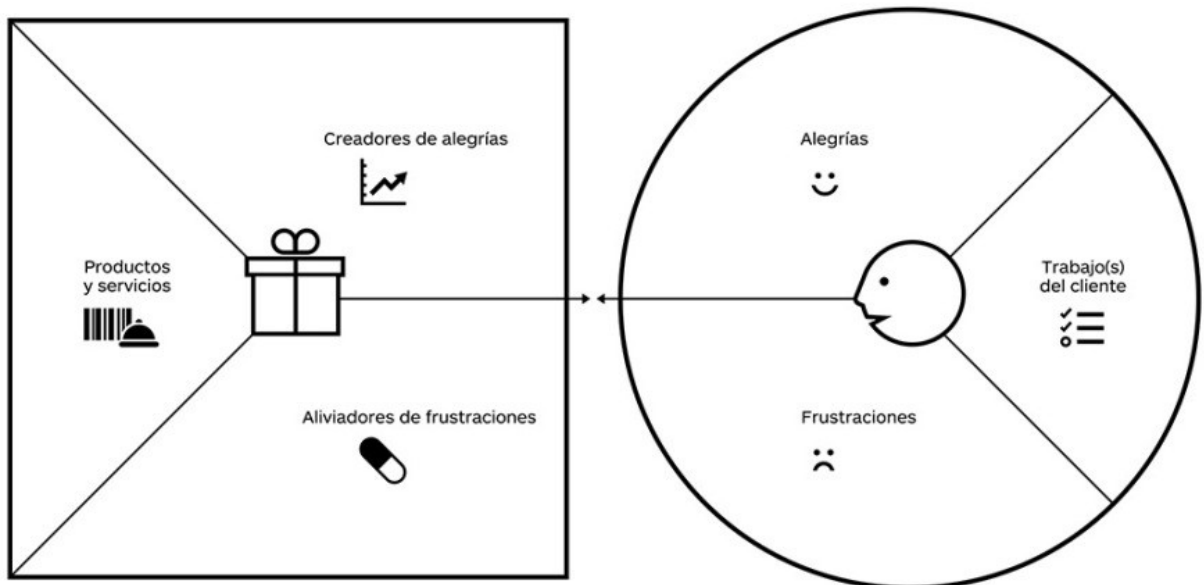 Creadores de alegrías
Productos
y servicios
Aliviadores de frustraciones
Alegrías
Trabajo(s)
del cliente
Frustraciones